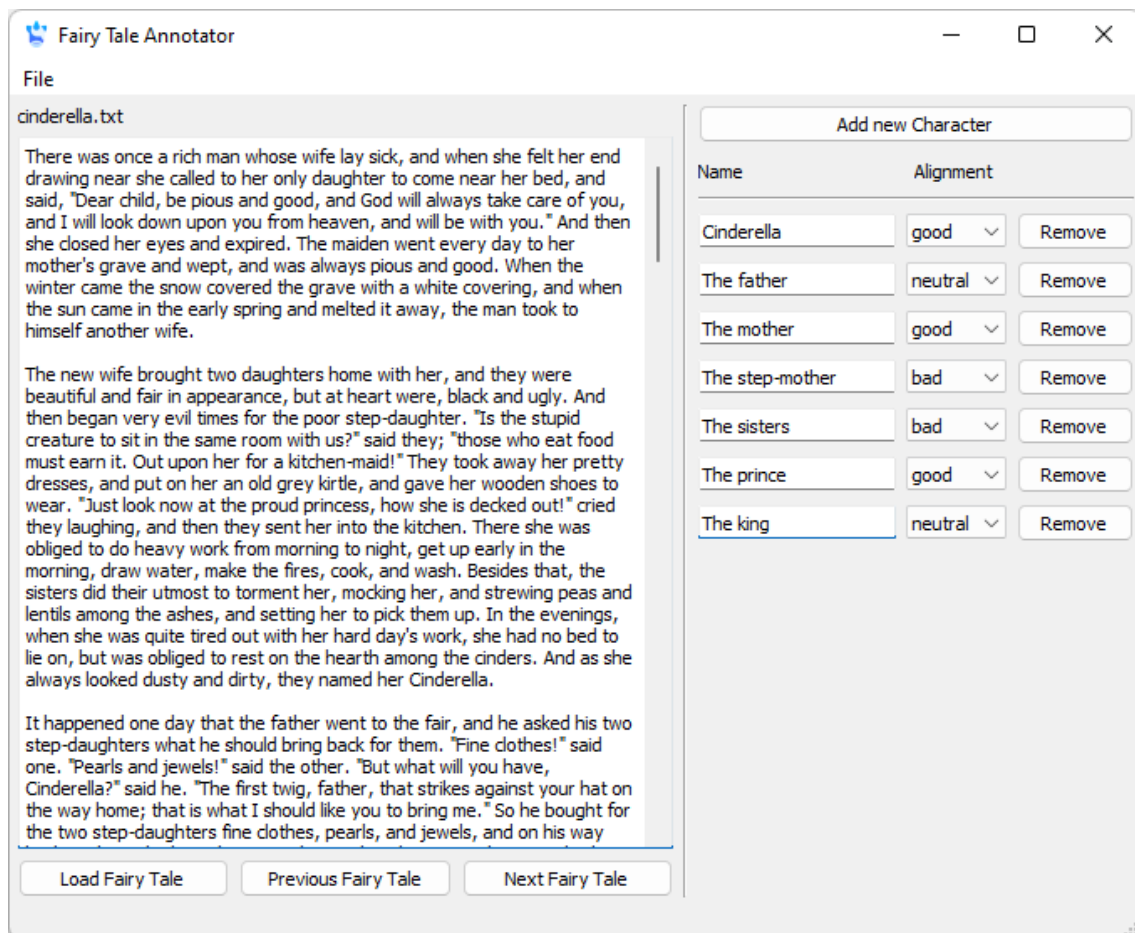 Fairy Tale Annotator
File
cinderella.txt
There was once a rich man whose wife lay sick, and when she felt her end
drawing near she called to her only daughter to come near her bed, and
said, "Dear child, be pious and good, and God will always take care of you,
and I will look down upon you from heaven, and will be with you." And then
she closed her eyes and expired. The maiden went every day to her
mother's grave and wept, and was always pious and good. When the
winter came the snow covered the grave with a white covering, and when
the sun came in the early spring and melted it away, the man took to
himself another wife.
The new wife brought two daughters home with her, and they were
beautiful and fair in appearance, but at heart were, black and ugly. And
then began very evil times for the poor step-daughter. "Is the stupid
creature to sit in the same room with us?" said they; "those who eat food
must earn it. Out upon her for a kitchen-maid!" They took away her pretty
dresses, and put on her an old grey kirtle, and gave her wooden shoes to
wear. "Just look now at the proud princess, how she is decked out!" cried
they laughing, and then they sent her into the kitchen. There she was
obliged to do heavy work from morning to night, get up early in the
morning, draw water, make the fires, cook, and wash. Besides that, the
sisters did their utmost to torment her, mocking her, and strewing peas and
lentils among the ashes, and setting her to pick them up. In the evenings,
when she was quite tired out with her hard day's work, she had no bed to
lie on, but was obliged to rest on the hearth among the cinders. And as she
always looked dusty and dirty, they named her Cinderella.
It happened one day that the father went to the fair, and he asked his two
step-daughters what he should bring back for them. "Fine clothes!" said
one. "Pearls and jewels!" said the other. "But what will you have,
Cinderella?" said he. "The first twig, father, that strikes against your hat on
the way home; that is what I should like you to bring me." So he bought for
the two step-daughters fine clothes, pearls, and jewels, and on his way
Load Fairy Tale Previous Fairy Tale Next Fairy Tale
Add new Character
Name Alignment
Cinderella good Remove
The father neutral Remove
The mother good Remove
The step-mother bad Remove
The sisters bad Remove
The prince good Remove
The king neutral Remove